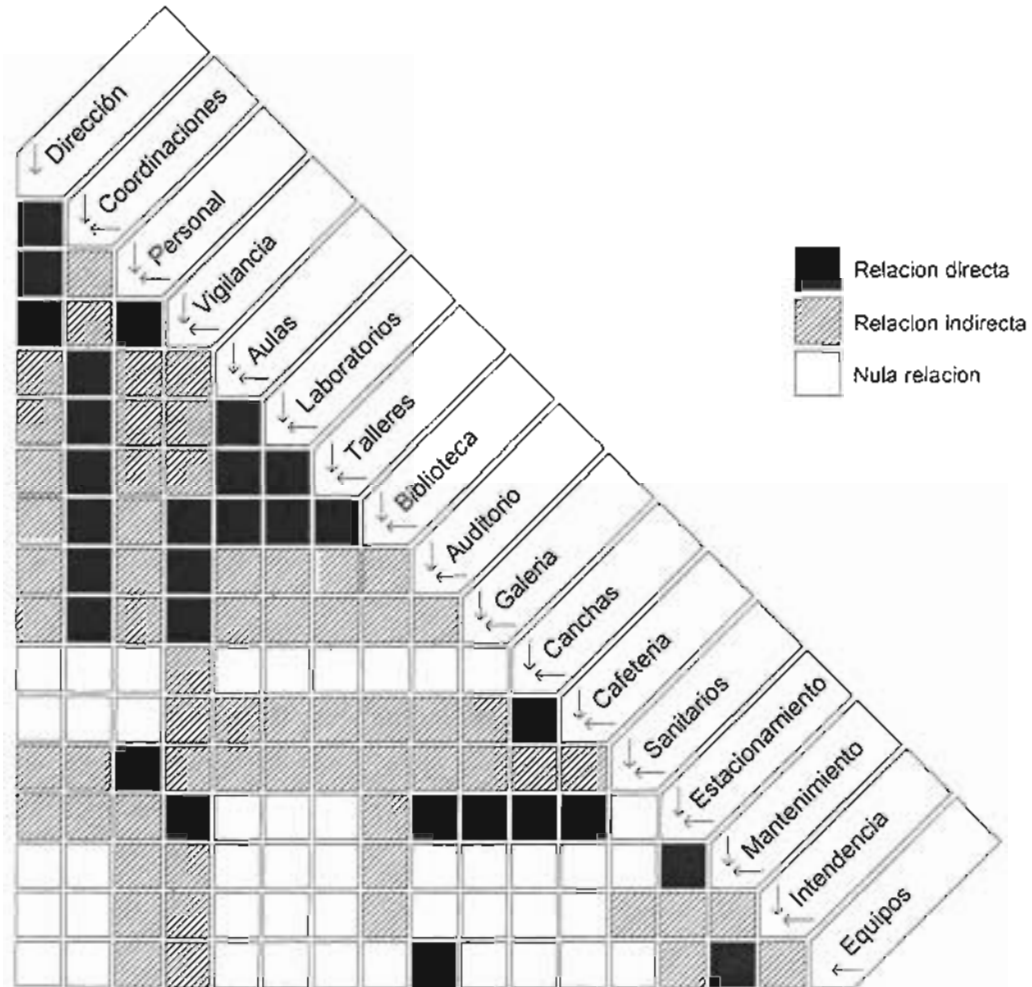 Dirección
Coordinaciones
Personal
Vigilancia
Aulas
Laboratorios
Talleres
Biblioteca
Auditorio
Galeria
Canchas
Cafeteria
Sanitarios
Estacionamiento
Mantenimiento
Intendencia
Equipos
Relacion directa
Relacion indirecta
Nula relacion